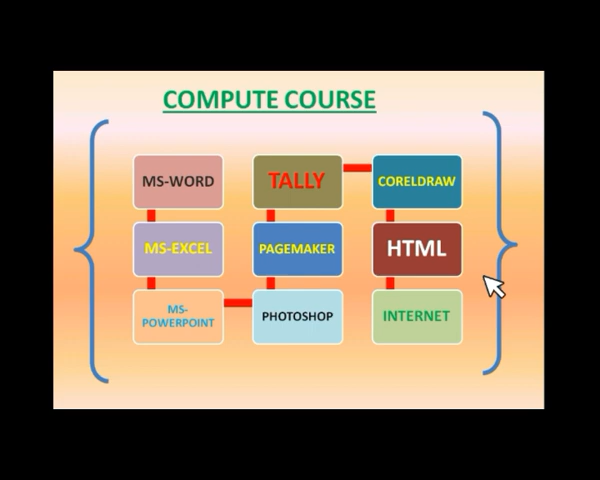 COMPUTE COURSE
MS-WORD
TALLY
CORELDRAW
MS-EXCEL
PAGEMAKER
HTML
MS-
POWERPOINT
PHOTOSHOP
INTERNET